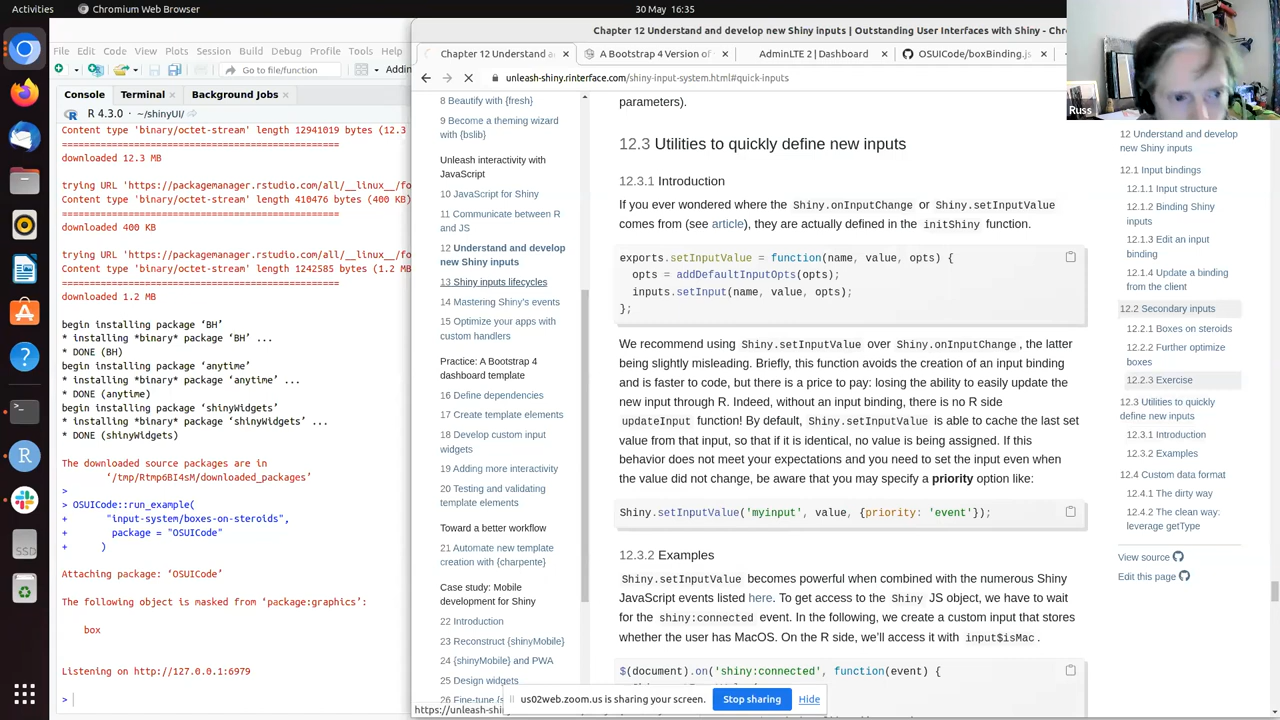 Activities
Chromium Web Browser
30 May 16:35
File Edit Code View Plots Session Build Debug Profile Tools Help
Go to file/function
Addin
Console
Terminal
Background Jobs
R 4.3.0 · ~/shinyUI/
Content type 'binary/octet-stream' length 12941019 bytes (12.3
==================================================
downloaded 12.3 MB
trying URL 'https://packagemanager.rstudio.com/all/__linux__/fo
Content type 'binary/octet-stream' length 410476 bytes (400 KB)
==================================================
downloaded 400 KB
trying URL 'https://packagemanager.rstudio.com/all/__linux__/fo
Content type 'binary/octet-stream' length 1242585 bytes (1.2 M
==================================================
downloaded 1.2 MB
begin installing package ‘BH’
* installing *binary* package ‘BH’ ...
* DONE (BH)
begin installing package ‘anytime’
* installing *binary* package ‘anytime’ ...
* DONE (anytime)
begin installing package ‘shinyWidgets’
* installing *binary* package ‘shinyWidgets’ ...
* DONE (shinyWidgets)
The downloaded source packages are in
‘/tmp/Rtmp6BI4sM/downloaded_packages’
>
> OSUICode::run_example(
+ "input-system/boxes-on-steroids",
+ package = "OSUICode"
+ )
Attaching package: ‘OSUICode’
The following object is masked from ‘package:graphics’:
box
Listening on http://127.0.0.1:6979
>
Chapter 12 Understand and develop new Shiny inputs | Outstanding User Interfaces with Shiny - Chro
Chapter 12 Understand a
A Bootstrap 4 Version of
AdminLTE 2 | Dashboard
OSUICode/boxBinding.js
unleash-shiny.rinterface.com/shiny-input-system.html#quick-inputs
8 Beautify with {fresh}
9 Become a theming wizard
with {bslib}
Unleash interactivity with
JavaScript
10 JavaScript for Shiny
11 Communicate between R
and JS
12 Understand and develop
new Shiny inputs
13 Shiny inputs lifecycles
14 Mastering Shiny’s events
15 Optimize your apps with
custom handlers
Practice: A Bootstrap 4
dashboard template
16 Define dependencies
17 Create template elements
18 Develop custom input
widgets
19 Adding more interactivity
20 Testing and validating
template elements
Toward a better workflow
21 Automate new template
creation with {charpente}
Case study: Mobile
development for Shiny
22 Introduction
23 Reconstruct {shinyMobile}
24 {shinyMobile} and PWA
25 Design widgets
26 Fine-tune {s
https://unleash-shi
parameters).
12.3 Utilities to quickly define new inputs
12.3.1 Introduction
If you ever wondered where the Shiny.onInputChange or Shiny.setInputValue
comes from (see article), they are actually defined in the initShiny function.
exports.setInputValue = function(name, value, opts) {
opts = addDefaultInputOpts(opts);
inputs.setInput(name, value, opts);
};
We recommend using Shiny.setInputValue over Shiny.onInputChange, the latter
being slightly misleading. Briefly, this function avoids the creation of an input binding
and is faster to code, but there is a price to pay: losing the ability to easily update the
new input through R. Indeed, without an input binding, there is no R side
updateInput function! By default, Shiny.setInputValue is able to cache the last set
value from that input, so that if it is identical, no value is being assigned. If this
behavior does not meet your expectations and you need to set the input even when
the value did not change, be aware that you may specify a priority option like:
Shiny.setInputValue('myinput', value, {priority: 'event'});
12.3.2 Examples
Shiny.setInputValue becomes powerful when combined with the numerous Shiny
JavaScript events listed here. To get access to the Shiny JS object, we have to wait
for the shiny:connected event. In the following, we create a custom input that stores
whether the user has MacOS. On the R side, we’ll access it with input$isMac.
$(document).on('shiny:connected', function(event) {
us02web.zoom.us is sharing your screen.
Stop sharing
Hide
Russ
12 Understand and develop
new Shiny inputs
12.1 Input bindings
12.1.1 Input structure
12.1.2 Binding Shiny
inputs
12.1.3 Edit an input
binding
12.1.4 Update a binding
from the client
12.2 Secondary inputs
12.2.1 Boxes on steroids
12.2.2 Further optimize
boxes
12.2.3 Exercise
12.3 Utilities to quickly
define new inputs
12.3.1 Introduction
12.3.2 Examples
12.4 Custom data format
12.4.1 The dirty way
12.4.2 The clean way:
leverage getType
View source
Edit this page